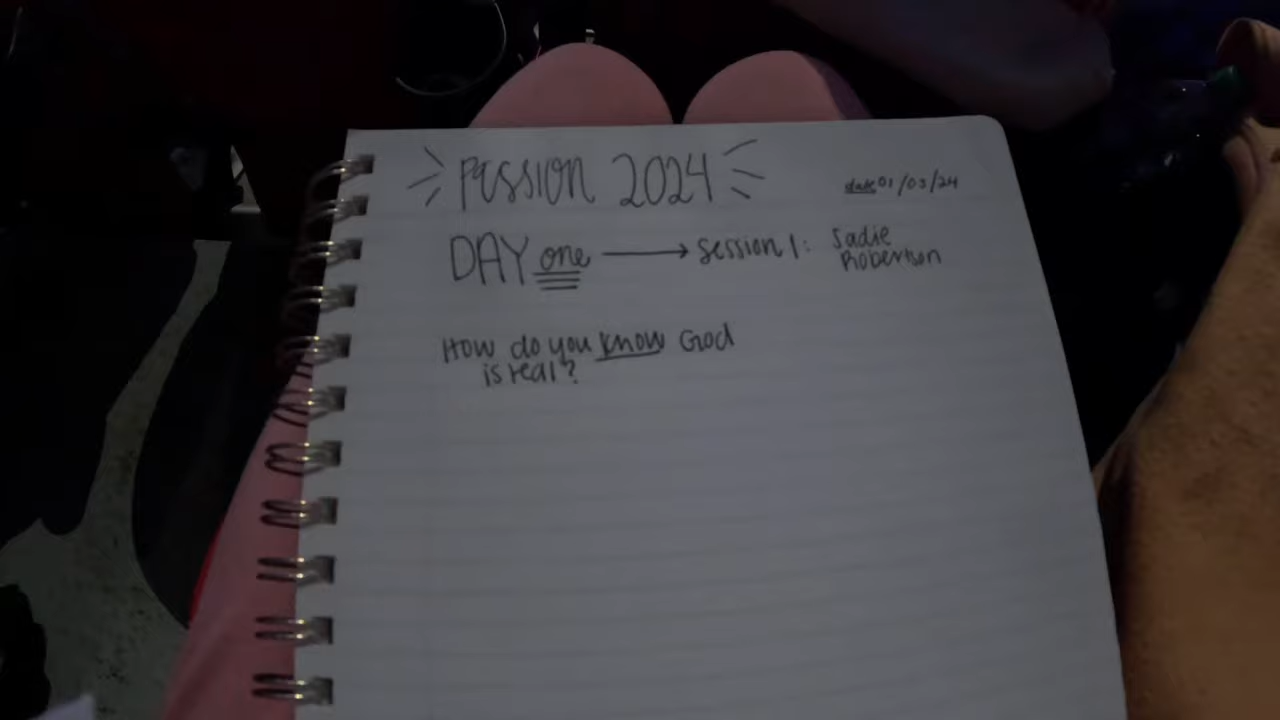 PASSION 2024
date 01/03/24
DAY one → session 1: Sadie
Robertson
How do you know God
is real?